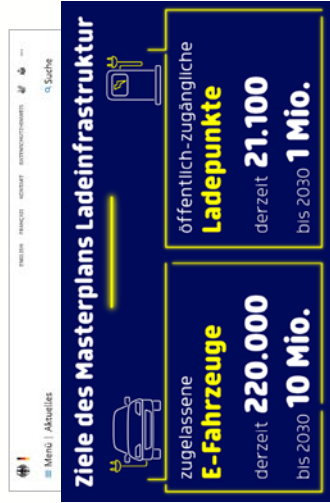 ENGLISH FRANÇAIS KONTAKT DATENSCHUTZHINWEIS
Menü | Aktuelles Suche
Ziele des Masterplans Ladeinfrastruktur
zugelassene
E-Fahrzeuge
derzeit 220.000
bis 2030 10 Mio.
öffentlich-zugängliche
Ladepunkte
derzeit 21.100
bis 2030 1 Mio.